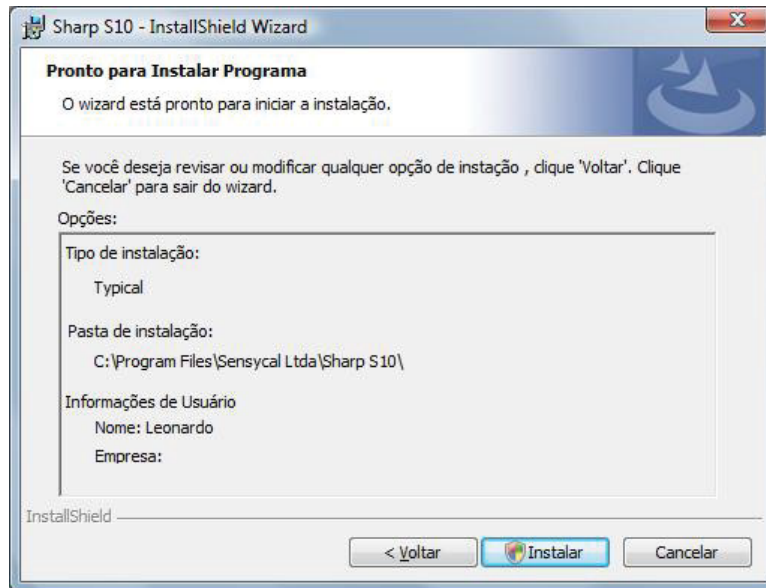 Sharp S10 - InstallShield Wizard
Pronto para Instalar Programa
O wizard está pronto para iniciar a instalação.
Se você deseja revisar ou modificar qualquer opção de instação , clique 'Voltar'. Clique
'Cancelar' para sair do wizard.
Opções:
Tipo de instalação:
Typical
Pasta de instalação:
C:\Program Files\Sensycal Ltda\Sharp S10\
Informações de Usuário
Nome: Leonardo
Empresa:
InstallShield
< Voltar
Instalar
Cancelar